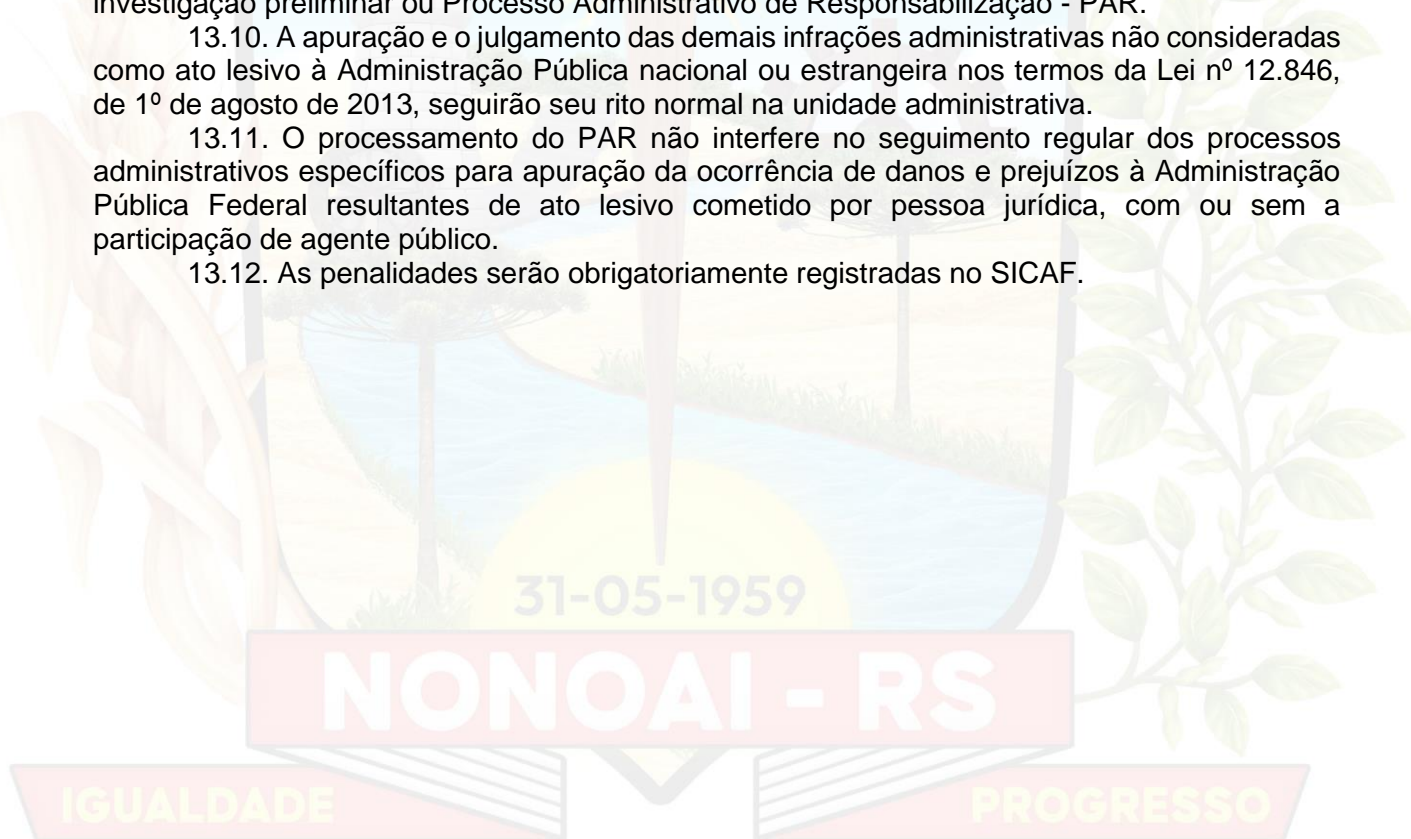 investigação preliminar ou Processo Administrativo de Responsabilização - PAR.
13.10. A apuração e o julgamento das demais infrações administrativas não consideradas
como ato lesivo à Administração Pública nacional ou estrangeira nos termos da Lei nº 12.846,
de 1º de agosto de 2013, seguirão seu rito normal na unidade administrativa.
13.11. O processamento do PAR não interfere no seguimento regular dos processos
administrativos específicos para apuração da ocorrência de danos e prejuízos à Administração
Pública Federal resultantes de ato lesivo cometido por pessoa jurídica, com ou sem a
participação de agente público.
13.12. As penalidades serão obrigatoriamente registradas no SICAF.
31-05-1959
NONOAI - RS
IGUALDADE
PROGRESSO